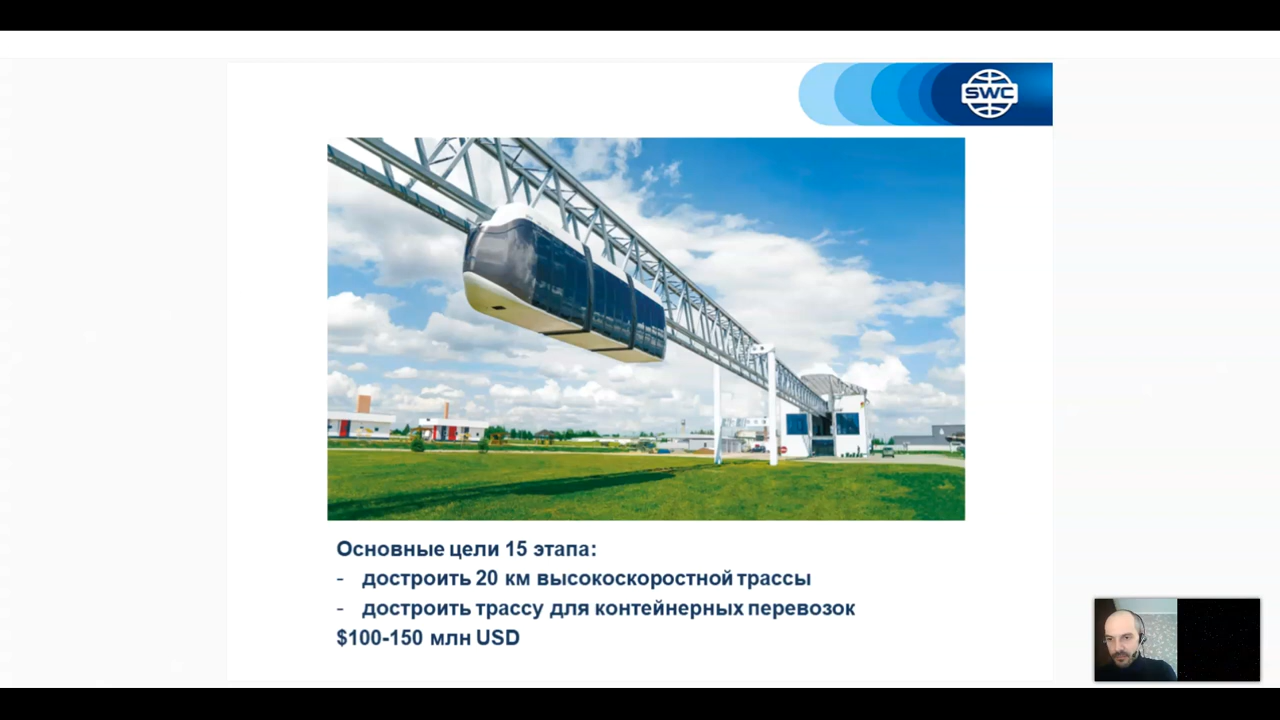 SWC
Основные цели 15 этапа:
- достроить 20 км высокоскоростной трассы
- достроить трассу для контейнерных перевозок
$100-150 млн USD